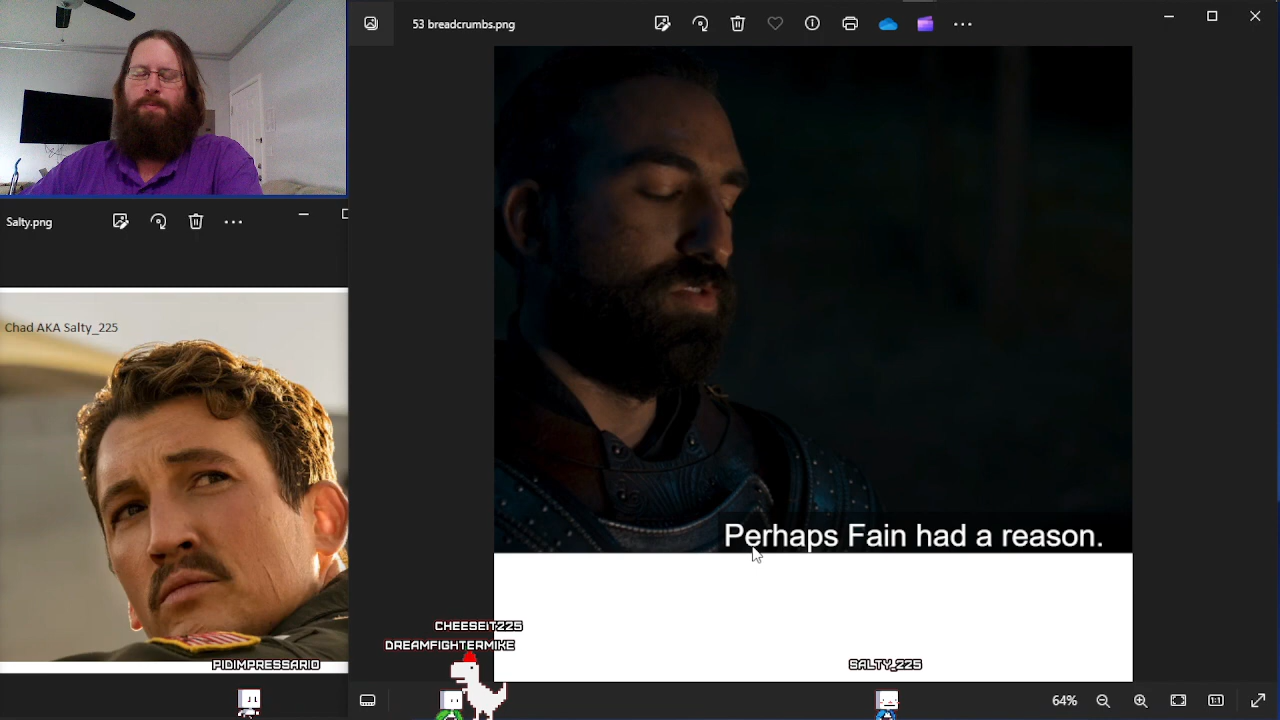 53 breadcrumbs.png
Salty.png
Chad AKA Salty_225
Perhaps Fain had a reason.
CHEESEIT225
DREAMFIGHTERMIKE
PIDIMPRESSARIO
SALTY_225
64%